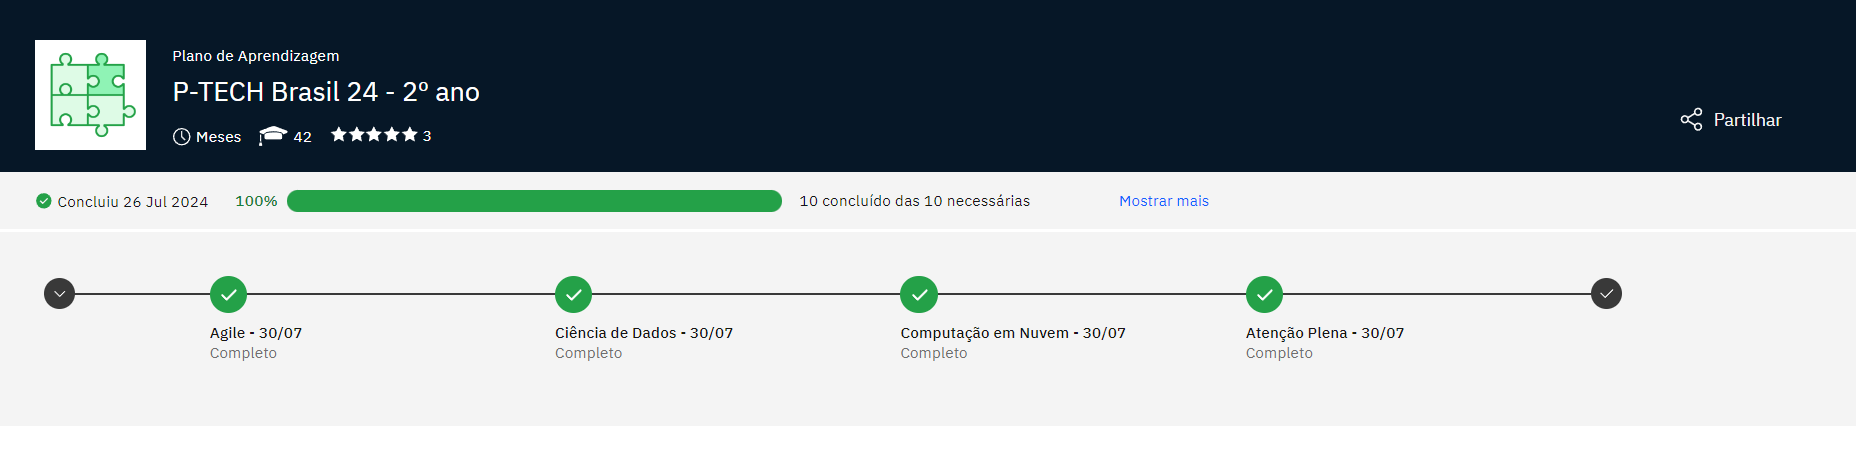 Plano de Aprendizagem
P-TECH Brasil 24 - 2º ano
Meses 42 3
Partilhar
Concluiu 26 Jul 2024 100% 10 concluído das 10 necessárias Mostrar mais
Agile - 30/07
Completo
Ciência de Dados - 30/07
Completo
Computação em Nuvem - 30/07
Completo
Atenção Plena - 30/07
Completo